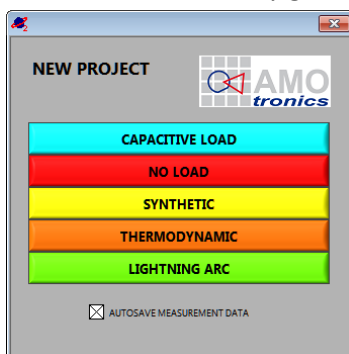 NEW PROJECT
AMO
tronics
CAPACITIVE LOAD
NO LOAD
SYNTHETIC
THERMODYNAMIC
LIGHTNING ARC
AUTOSAVE MEASUREMENT DATA